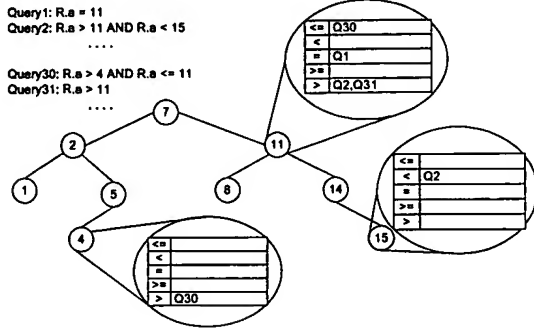 Query1: R.a = 11
Query2: R.a > 11 AND R.a < 15
. . . .
Query30: R.a > 4 AND R.a <= 11
Query31: R.a > 11
. . . .
<= Q30
<
= Q1
>=
> Q2,Q31
7
2
11
1
5
8
14
<=
< Q2
=
>=
>
4
15
<=
<
=
>=
> Q30